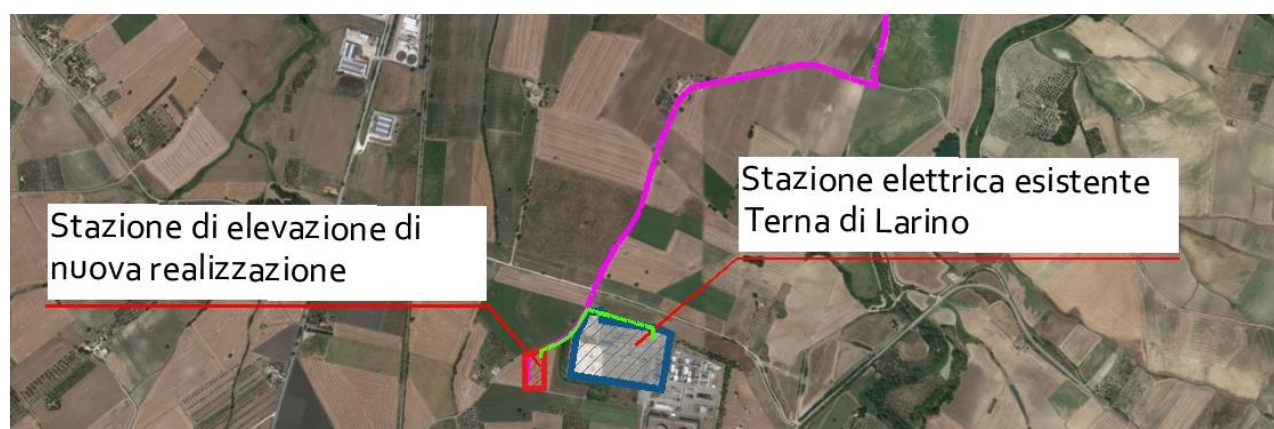 Stazione elettrica esistente
Terna di Larino
Stazione di elevazione di
nuova realizzazione